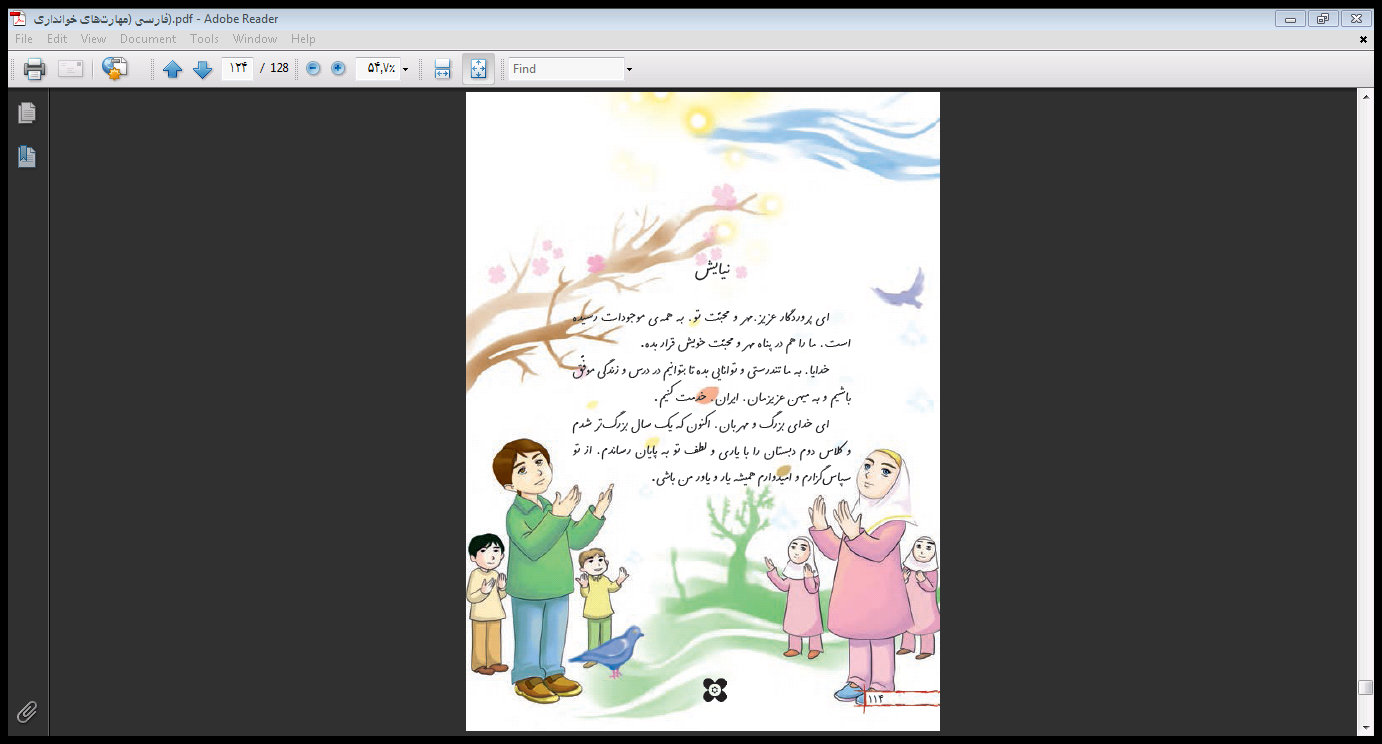 فارسی (مهارت‌های خوانداری).pdf - Adobe Reader
File Edit View Document Tools Window Help
۱۲۴ / 128 ۵۴,۷% Find
نیایش
ای پروردگار عزیز. مهر و محبّت تو. به همه‌ی موجودات رسیده
است. ما را هم در پناه مهر و محبّت خویش قرار بده.
خدایا. به ما تندرستی و توانایی بده تا بتوانیم در درس و زندگی موفّق
باشیم و به میهن عزیزمان. ایران. خدمت کنیم.
ای خدای بزرگ و مهربان. اکنون که یک سال بزرگ‌تر شدم
و کلاس دوم دبستان را با یاری و لطف تو به پایان رساندم. از تو
سپاس‌گزارم و امیدوارم همیشه یار و یاور من باشی.
۱۱۴